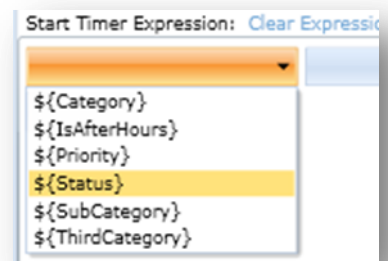 Start Timer Expression: Clear Expressio
${Category}
${IsAfterHours}
${Priority}
${Status}
${SubCategory}
${ThirdCategory}